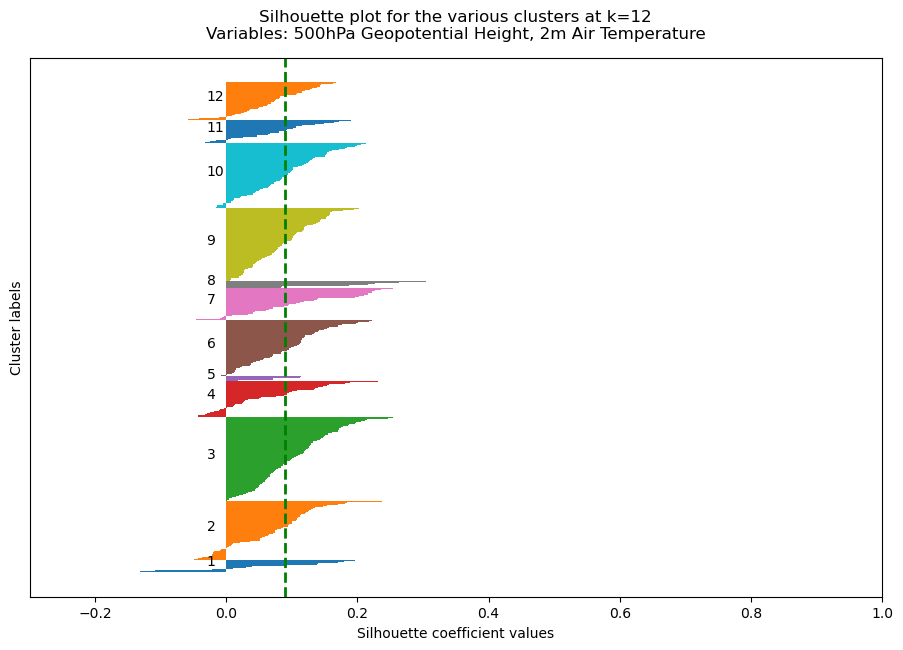 Silhouette plot for the various clusters at k=12
Variables: 500hPa Geopotential Height, 2m Air Temperature
Cluster labels
12
11
10
9
8
7
6
5
4
3
2
1
−0.2 0.0 0.2 0.4 0.6 0.8 1.0
Silhouette coefficient values